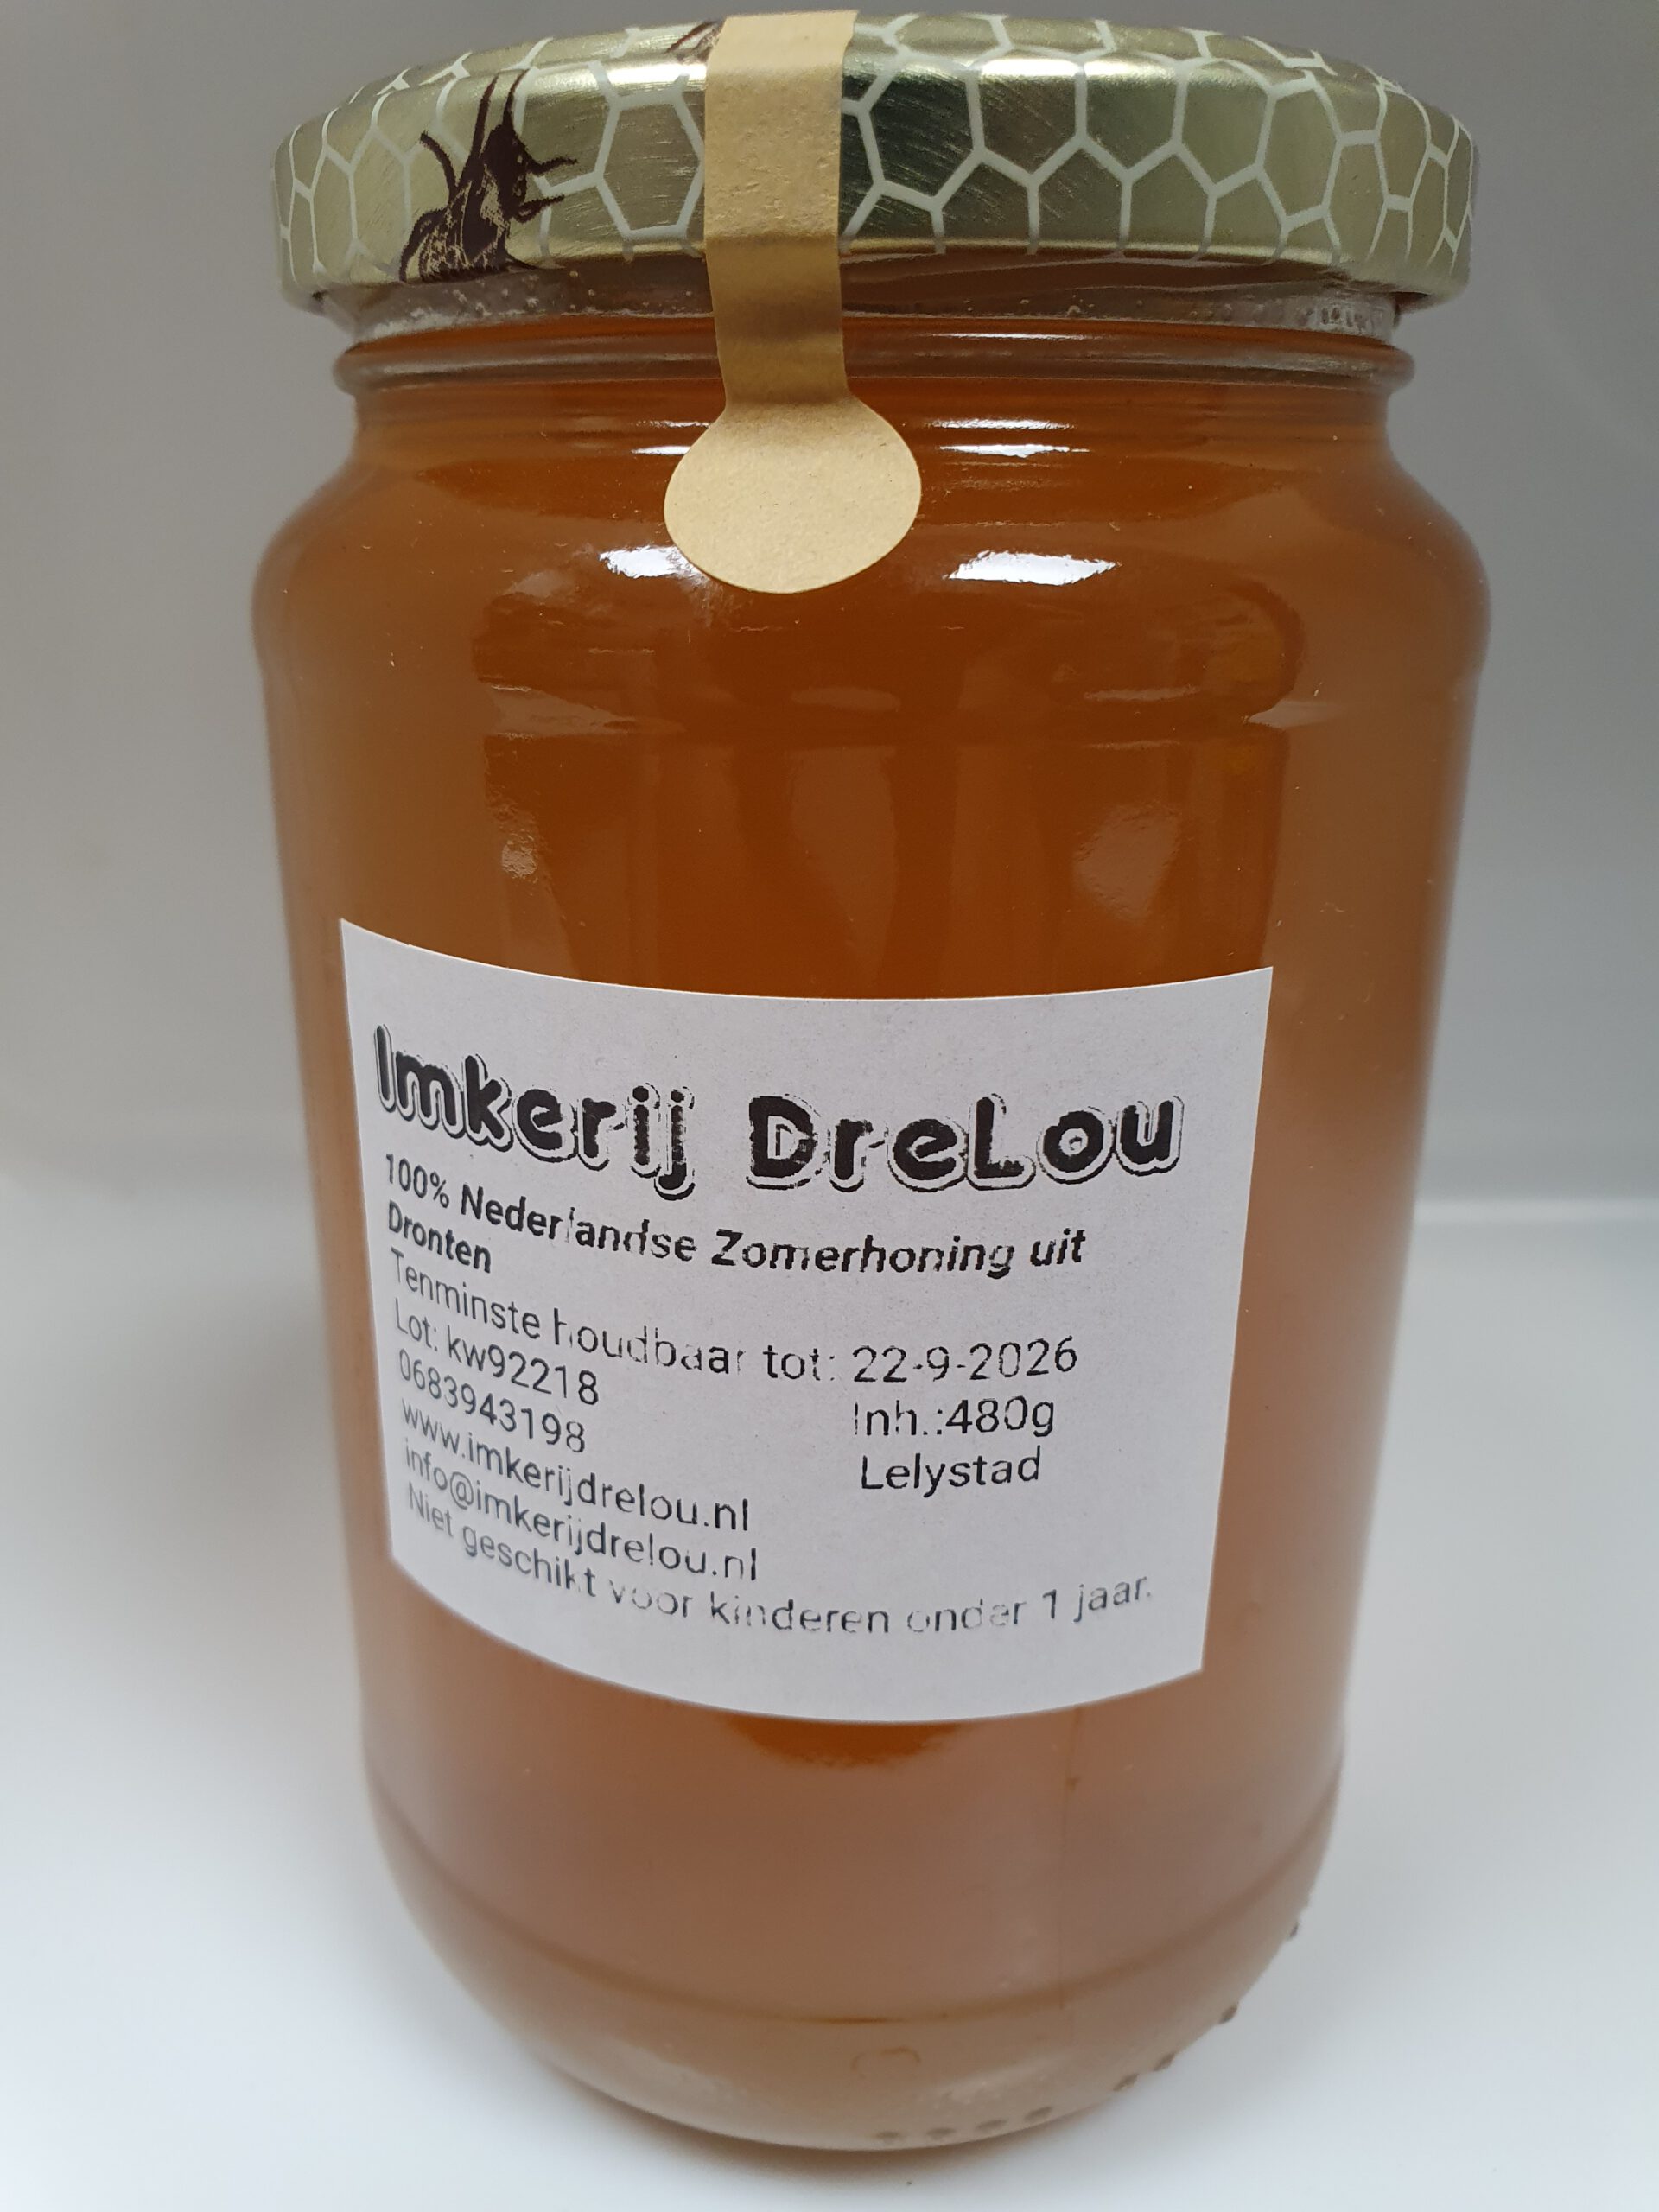 Imkerij DreLou
100% Nederlandse Zomerhoning uit
Dronten
Tenminste houdbaar tot: 22-9-2026
Lot: kw92218
Inh.:480g
0683943198
Lelystad
www.imkerijdrelou.nl
info@imkerijdrelou.nl
Niet geschikt voor kinderen onder 1 jaar.